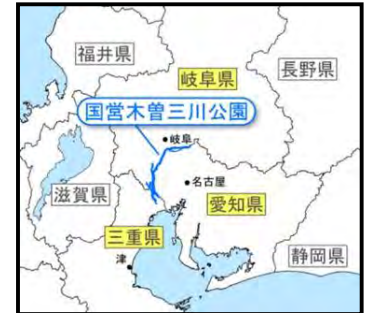 福井県
岐阜県
長野県
国営木曽三川公園
岐阜
滋賀県
名古屋
愛知県
三重県
津
静岡県